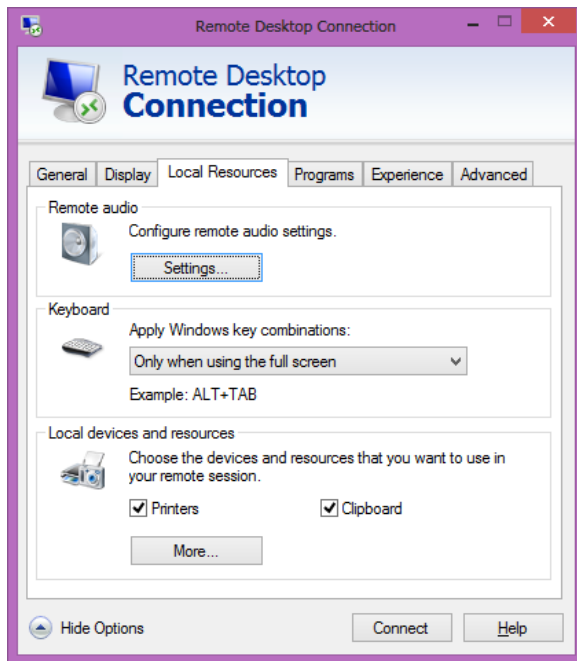 Remote Desktop Connection
Remote Desktop
Connection
General Display Local Resources Programs Experience Advanced
Remote audio
Configure remote audio settings.
Settings...
Keyboard
Apply Windows key combinations:
Only when using the full screen
Example: ALT+TAB
Local devices and resources
Choose the devices and resources that you want to use in
your remote session.
Printers Clipboard
More...
Hide Options Connect Help